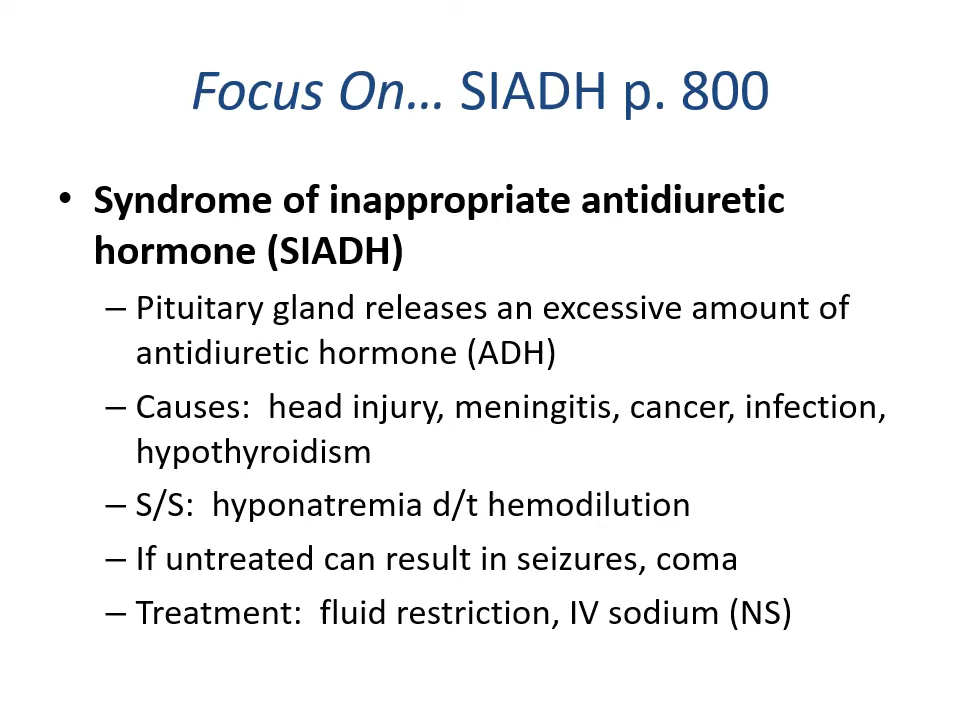 Focus On… SIADH p. 800
• Syndrome of inappropriate antidiuretic
hormone (SIADH)
– Pituitary gland releases an excessive amount of
antidiuretic hormone (ADH)
– Causes:  head injury, meningitis, cancer, infection,
hypothyroidism
– S/S:  hyponatremia d/t hemodilution
– If untreated can result in seizures, coma
– Treatment:  fluid restriction, IV sodium (NS)